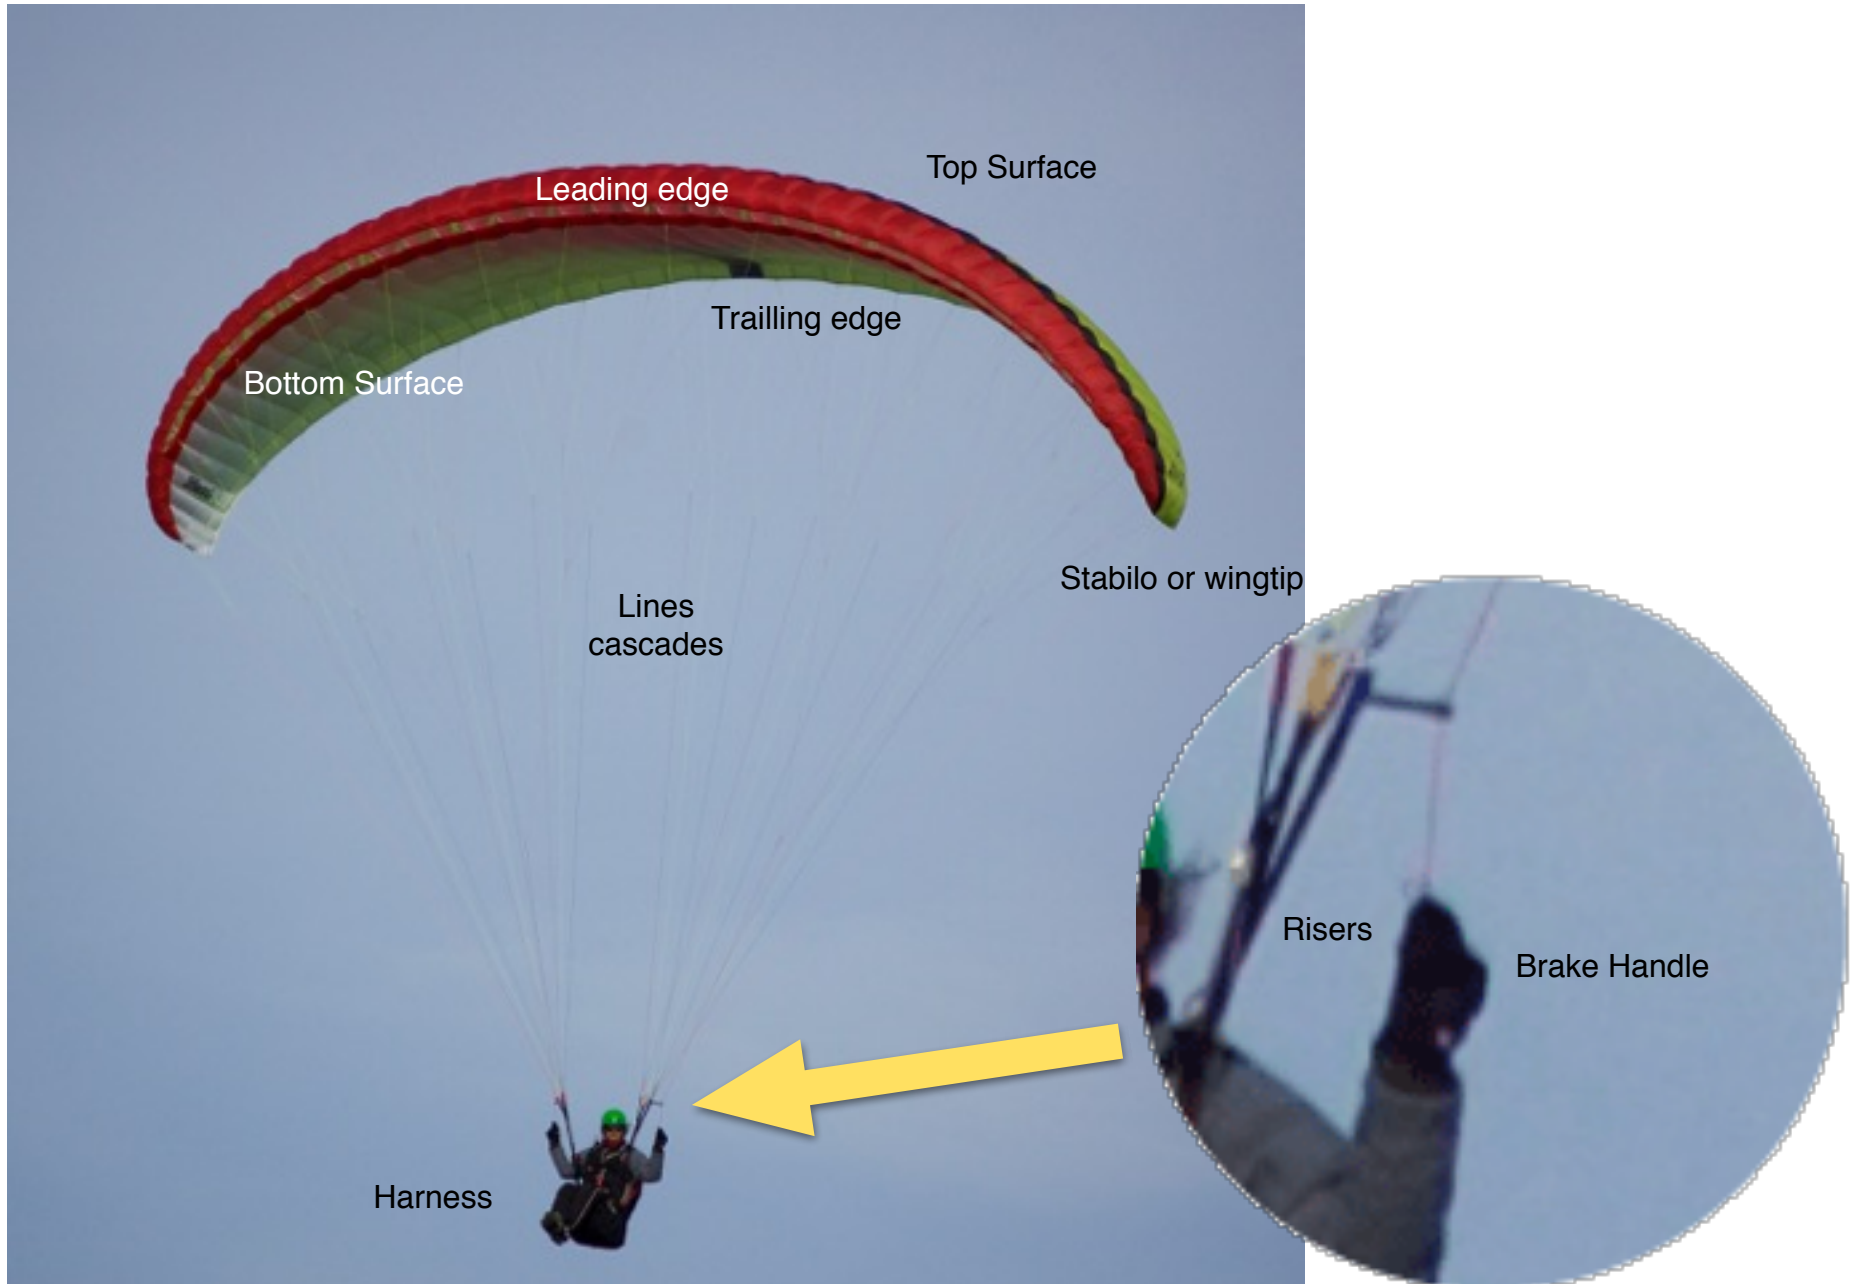 Top Surface
Leading edge
Trailling edge
Bottom Surface
Stabilo or wingtip
Lines
cascades
Risers
Brake Handle
Harness